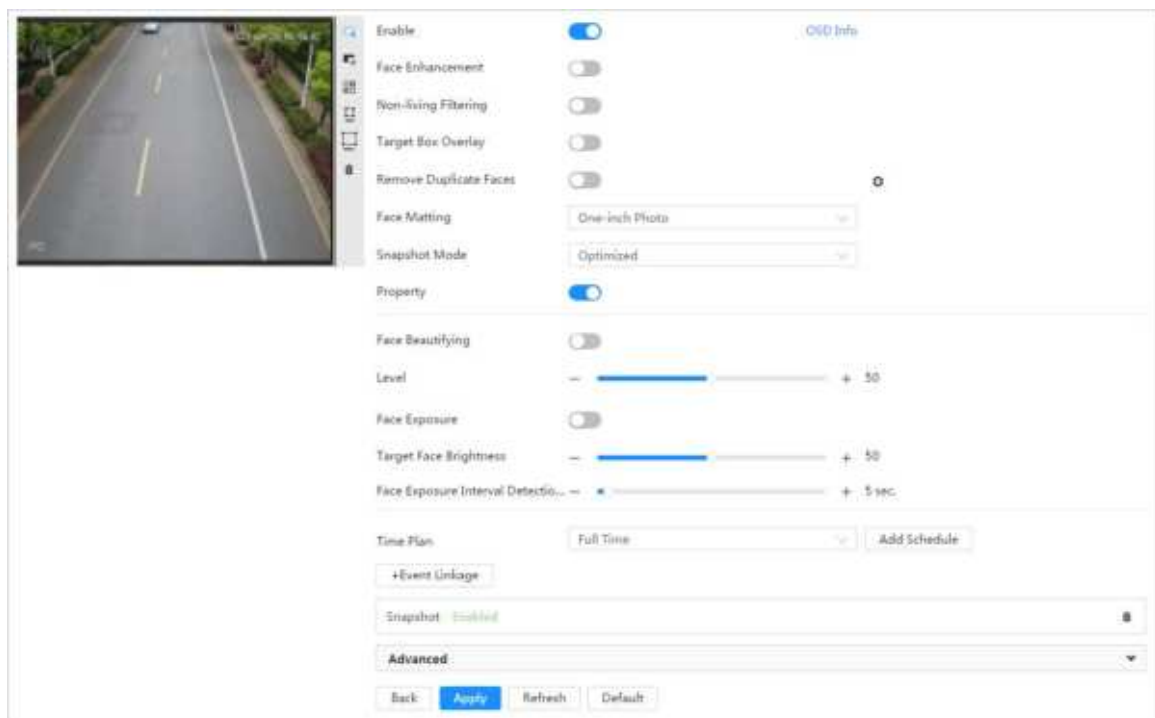 Enable
OSD Info
Face Enhancement
Non-living Filtering
Target Box Overlay
Remove Duplicate Faces
Face Matting
One-inch Photo
Snapshot Mode
Optimized
Property
Face Beautifying
Level
50
Face Exposure
Target Face Brightness
50
Face Exposure Interval Detectio...
5 sec.
Time Plan
Full Time
Add Schedule
+Event Linkage
Snapshot Enabled
Advanced
Back
Apply
Refresh
Default